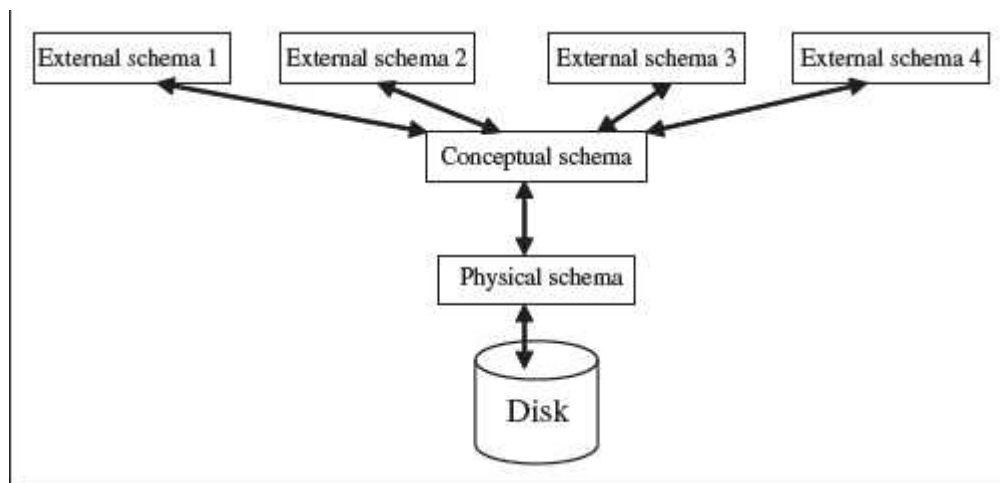 External schema 1
External schema 2
External schema 3
External schema 4
Conceptual schema
Physical schema
Disk